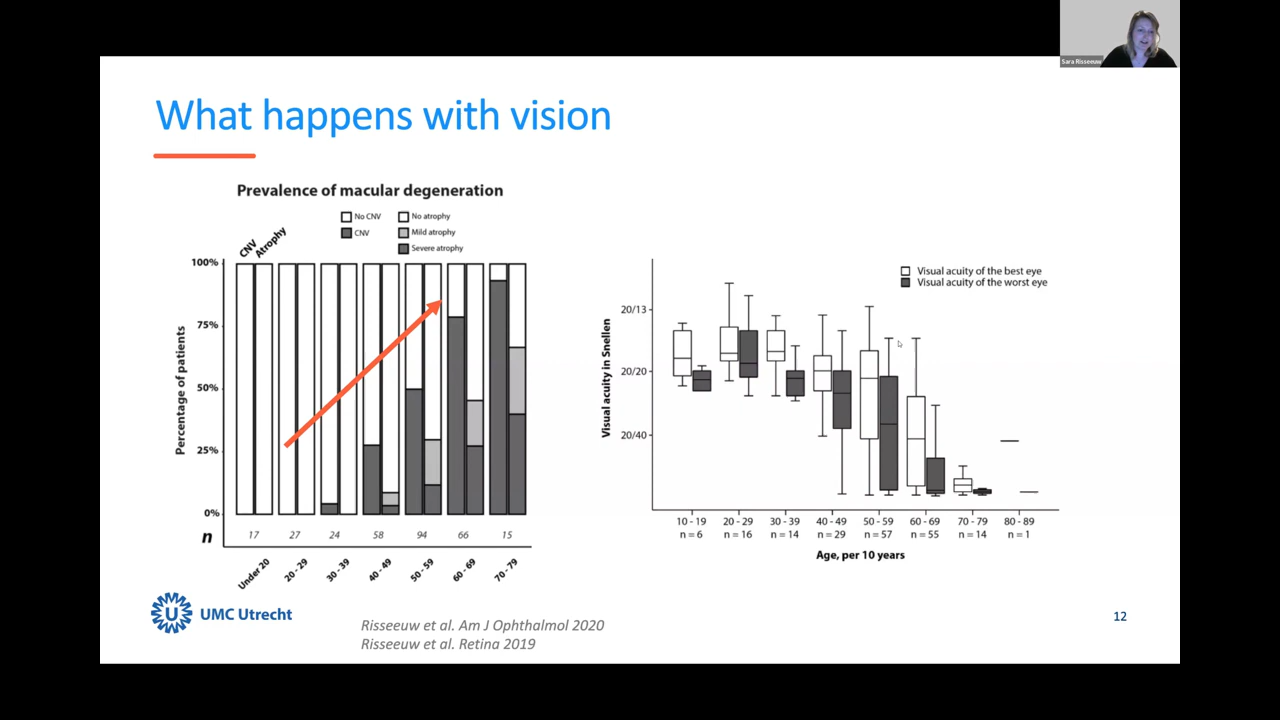 Sara Risseeuw
What happens with vision
Prevalence of macular degeneration
No CNV
CNV
No atrophy
Mild atrophy
Severe atrophy
CNV
Atrophy
Percentage of patients
100%
75%
50%
25%
0%
n
17 27 24 58 94 66 15
Under 20 20 - 29 30 - 39 40 - 49 50 - 59 60 - 69 70 - 79
Visual acuity of the best eye
Visual acuity of the worst eye
Visual acuity in Snellen
20/13
20/20
20/40
10 - 19 20 - 29 30 - 39 40 - 49 50 - 59 60 - 69 70 - 79 80 - 89
n = 6 n = 16 n = 14 n = 29 n = 57 n = 55 n = 14 n = 1
Age, per 10 years
U
UMC Utrecht
Risseeuw et al. Am J Ophthalmol 2020
Risseeuw et al. Retina 2019
12